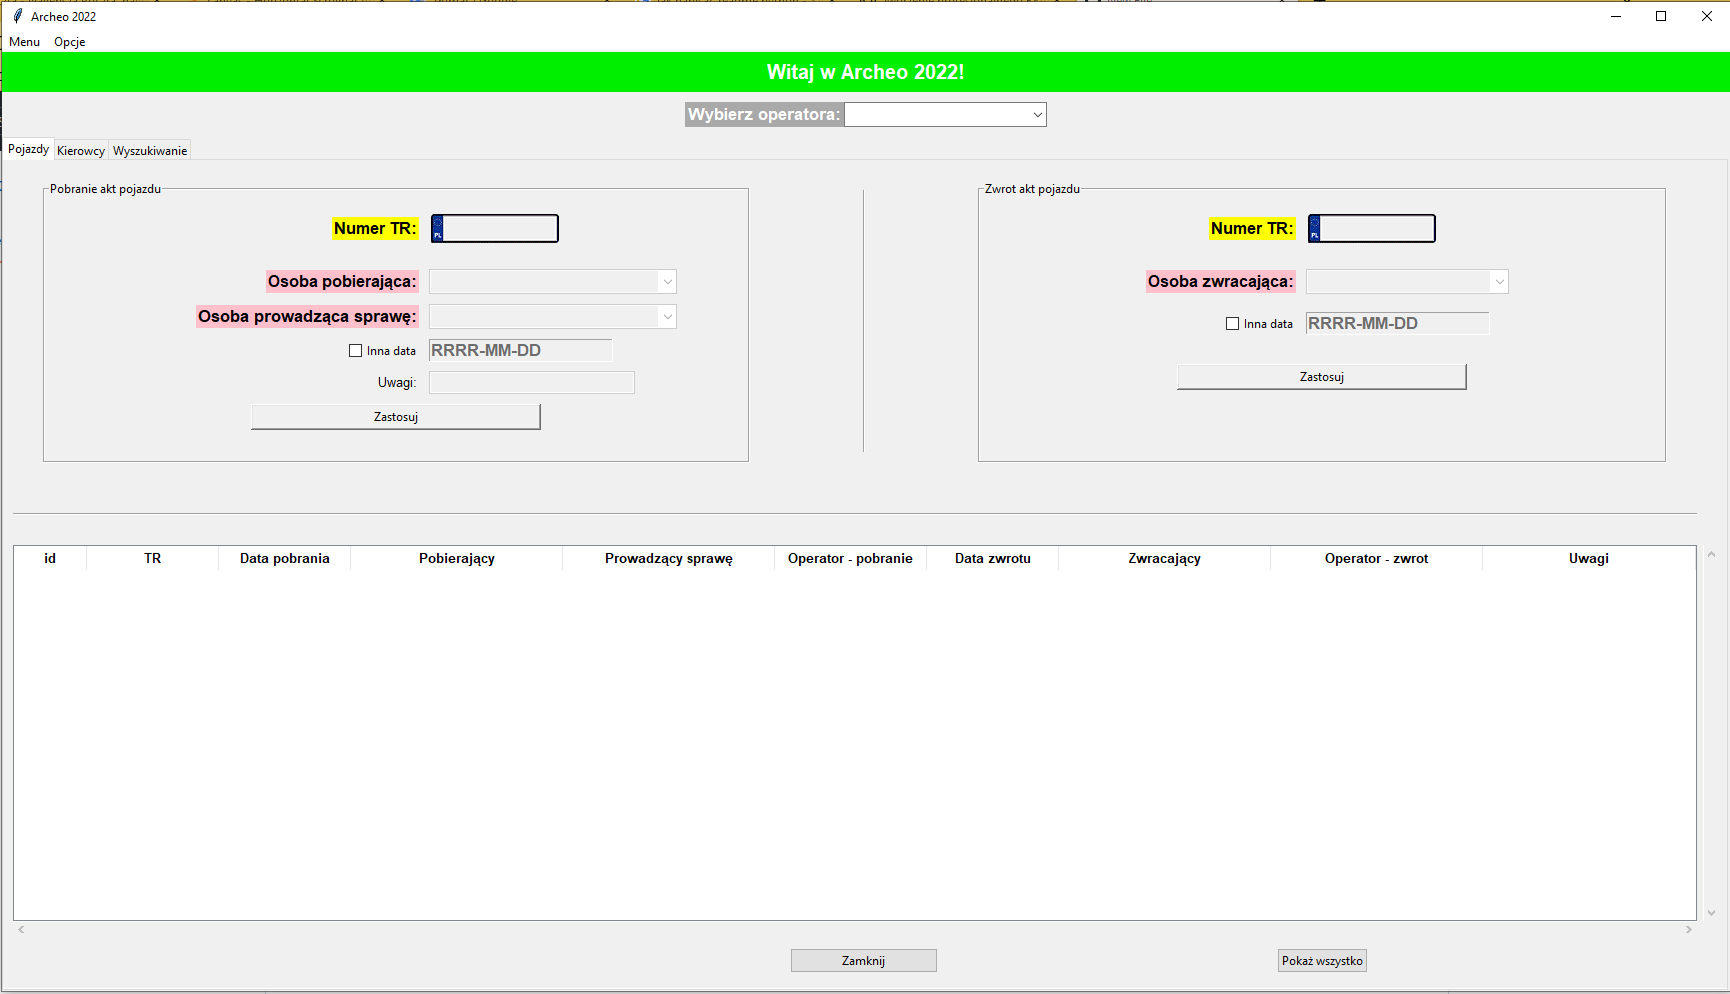 Archeo 2022
Menu Opcje
Witaj w Archeo 2022!
Wybierz operatora:
Pojazdy Kierowcy Wyszukiwanie
Pobranie akt pojazdu
Numer TR: PL
Osoba pobierająca:
Osoba prowadząca sprawę:
Inna data RRRR-MM-DD
Uwagi:
Zastosuj
Zwrot akt pojazdu
Numer TR: PL
Osoba zwracająca:
Inna data RRRR-MM-DD
Zastosuj
id TR Data pobrania Pobierający Prowadzący sprawę Operator - pobranie Data zwrotu Zwracający Operator - zwrot Uwagi
Zamknij Pokaż wszystko